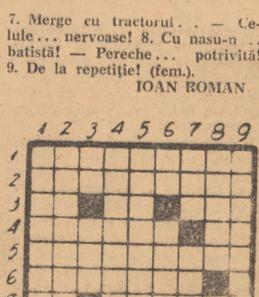 7. Merge cu tractorul. . — Ce-
lule... nervoase! 8. Cu nasu-n ..
batistă! — Pereche... potrivită!
9. De la repetiție! (fem.).
IOAN ROMAN
1 2 3 4 5 6 7 8 9
1
2
3
4
5
6